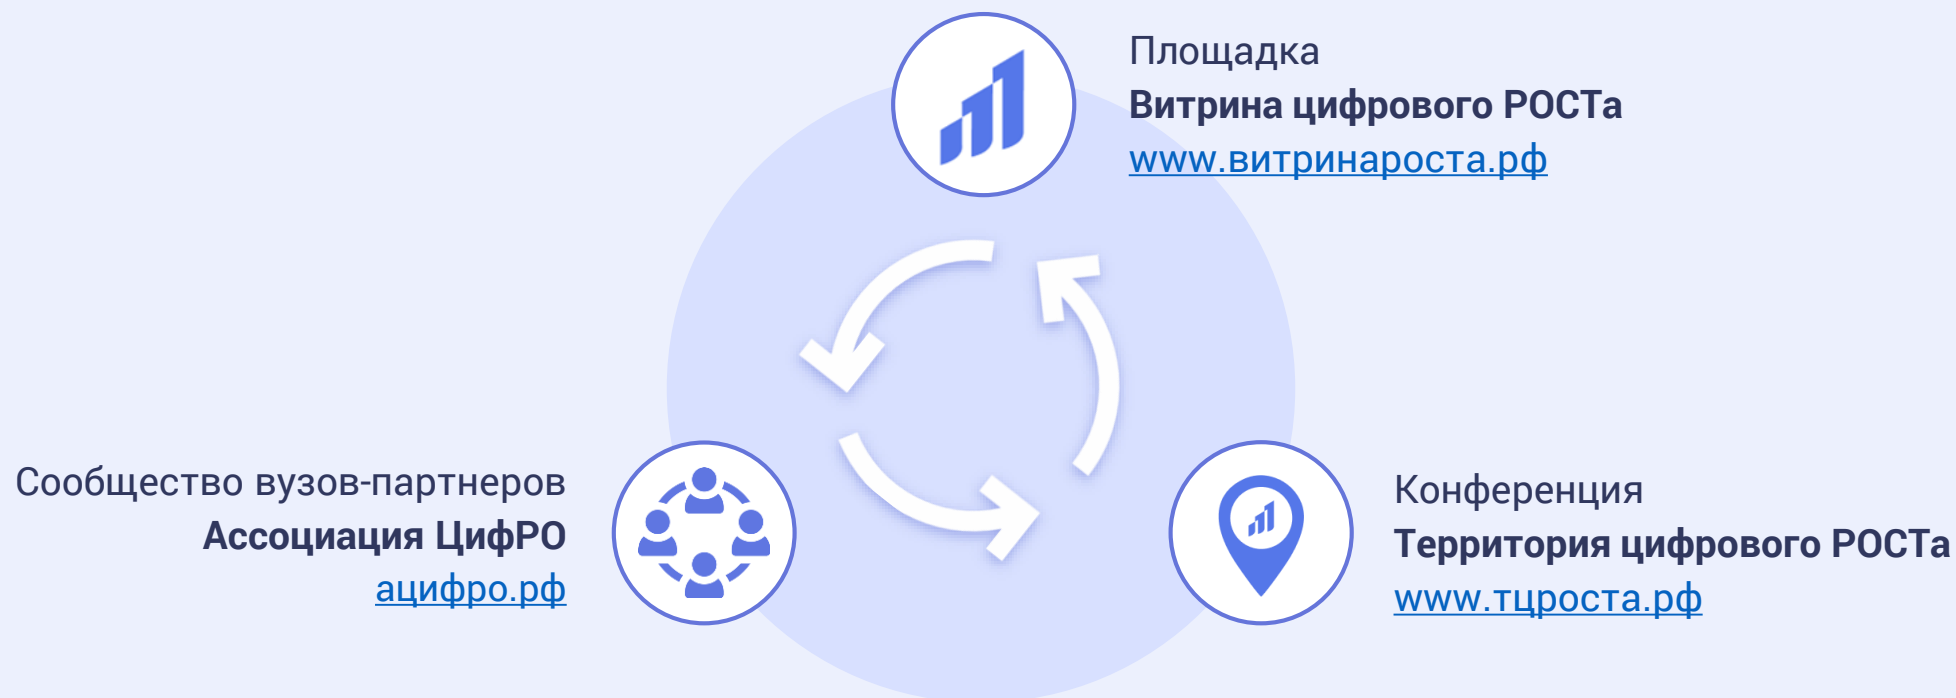 Площадка
Витрина цифрового РОСТа
www.витринароста.рф
Сообщество вузов-партнеров
Ассоциация ЦифРО
ацифро.рф
Конференция
Территория цифрового РОСТа
www.тцроста.рф